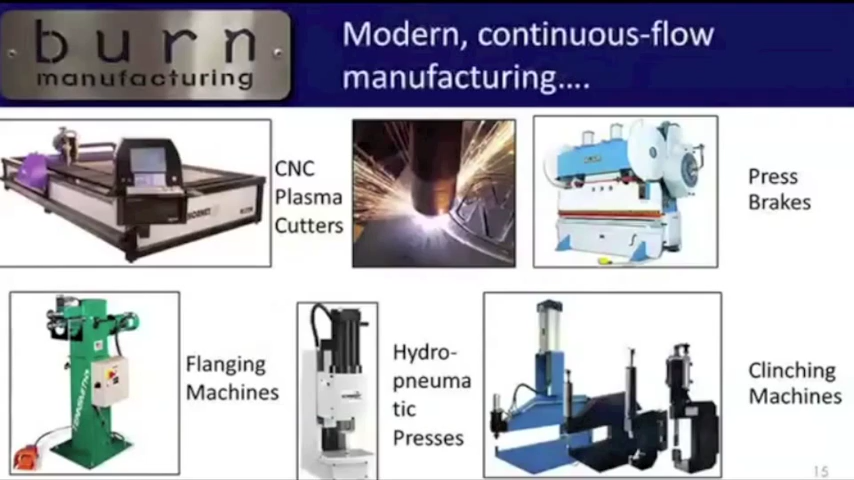 burn
manufacturing
Modern, continuous-flow
manufacturing....
CNC
Plasma
Cutters
Press
Brakes
Flanging
Machines
Hydro-
pneuma
tic
Presses
Clinching
Machines
15